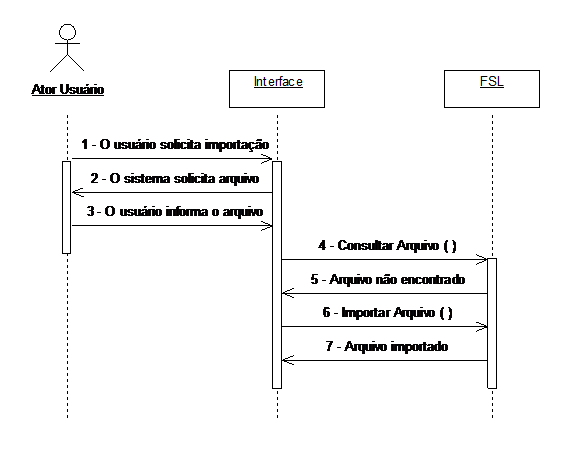 Ator Usuário
Interface
FSL
1 - O usuário solicita importação
2 - O sistema solicita arquivo
3 - O usuário informa o arquivo
4 - Consultar Arquivo ( )
5 - Arquivo não encontrado
6 - Importar Arquivo ( )
7 - Arquivo importado